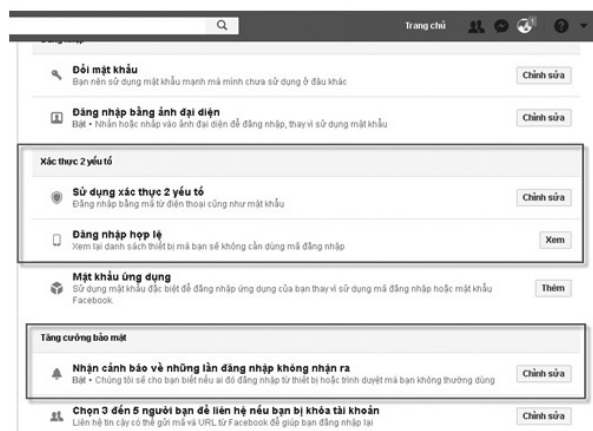 Trang chủ
Đổi mật khẩu
Bạn nên sử dụng mật khẩu mạnh mà mình chưa sử dụng ở đâu khác
Chỉnh sửa
Đăng nhập bằng ảnh đại diện
Bật • Nhấn hoặc nhấp vào ảnh đại diện để đăng nhập, thay vì sử dụng mật khẩu
Chỉnh sửa
Xác thực 2 yếu tố
Sử dụng xác thực 2 yếu tố
Đăng nhập bằng mã từ điện thoại cũng như mật khẩu
Chỉnh sửa
Đăng nhập hợp lệ
Xem lại danh sách thiết bị mà bạn sẽ không cần dùng mã đăng nhập
Xem
Mật khẩu ứng dụng
Sử dụng mật khẩu đặc biệt để đăng nhập ứng dụng của bạn thay vì sử dụng mã đăng nhập hoặc mật khẩu
Facebook.
Thêm
Tăng cường bảo mật
Nhận cảnh báo về những lần đăng nhập không nhận ra
Bật • Chúng tôi sẽ cho bạn biết nếu ai đó đăng nhập từ thiết bị hoặc trình duyệt mà bạn không thường dùng
Chỉnh sửa
Chọn 3 đến 5 người bạn để liên hệ nếu bạn bị khóa tài khoản
Liên hệ tin cậy có thể gửi mã và URL từ Facebook để giúp bạn đăng nhập lại
Chỉnh sửa